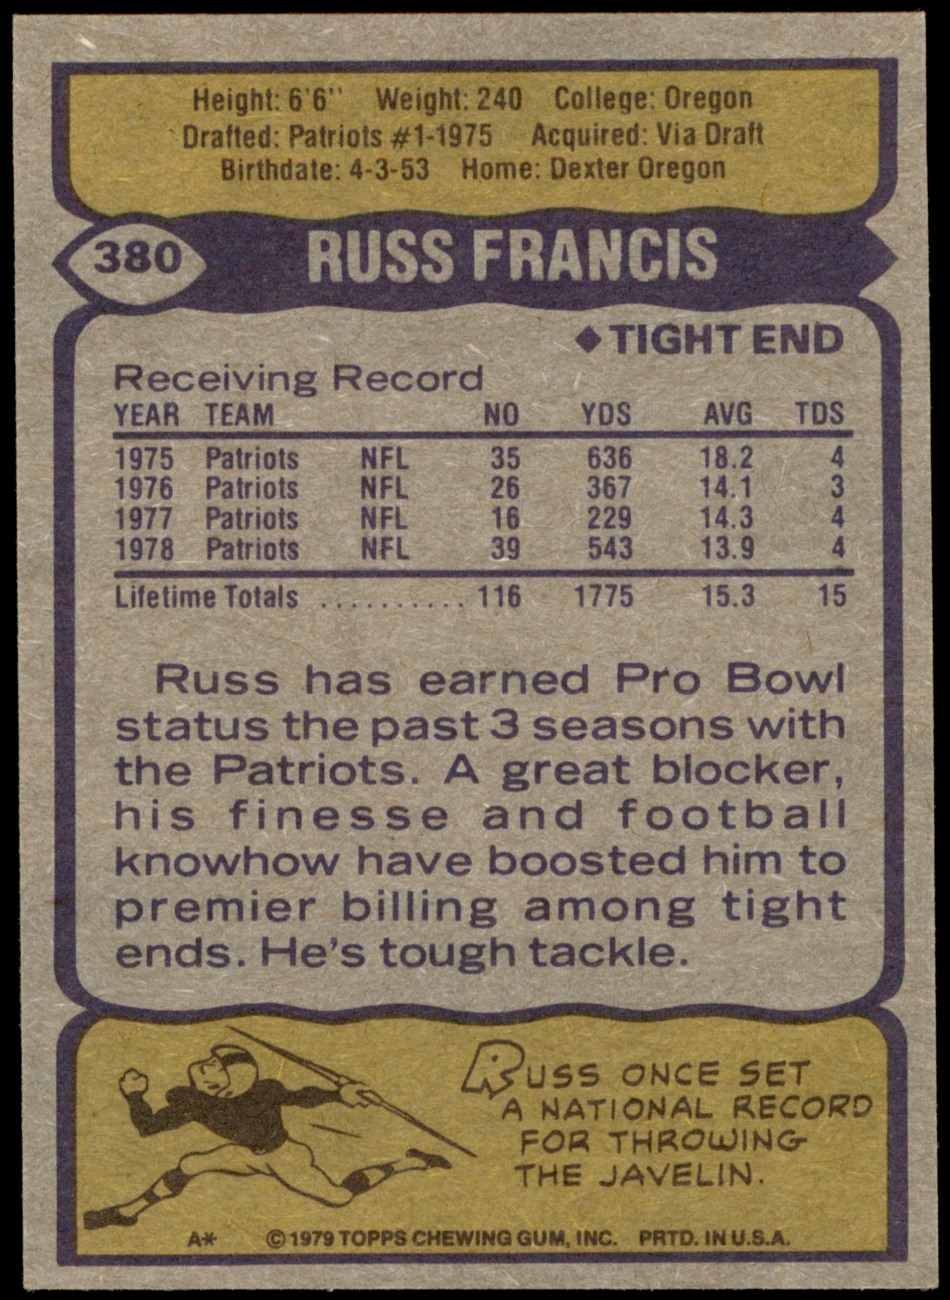 Height: 6'6" Weight: 240 College: Oregon
Drafted: Patriots #1-1975 Acquired: Via Draft
Birthdate: 4-3-53 Home: Dexter Oregon
380 RUSS FRANCIS
◆TIGHT END
Receiving Record
YEAR TEAM NO YDS AVG TDS
1975 Patriots NFL 35 636 18.2 4
1976 Patriots NFL 26 367 14.1 3
1977 Patriots NFL 16 229 14.3 4
1978 Patriots NFL 39 543 13.9 4
Lifetime Totals .......... 116 1775 15.3 15
Russ has earned Pro Bowl
status the past 3 seasons with
the Patriots. A great blocker,
his finesse and football
knowhow have boosted him to
premier billing among tight
ends. He's tough tackle.
RUSS ONCE SET
A NATIONAL RECORD
FOR THROWING
THE JAVELIN.
A* ©1979 TOPPS CHEWING GUM, INC. PRTD. IN U.S.A.